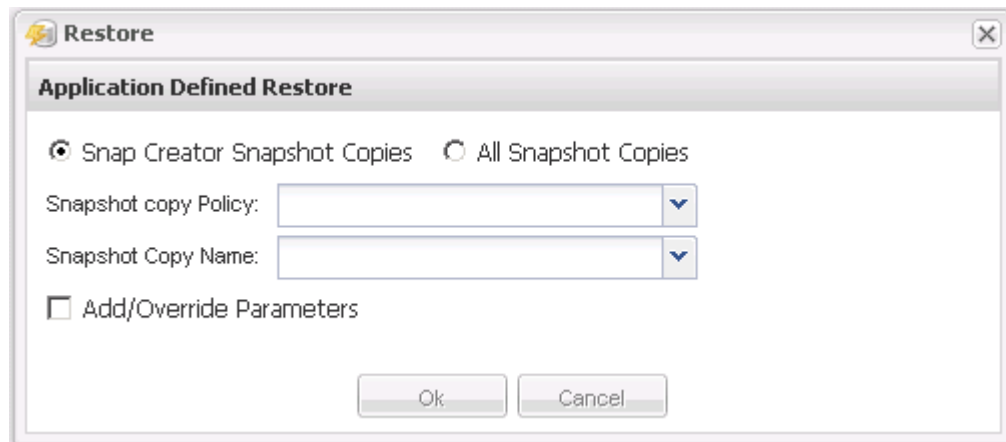 Restore
Application Defined Restore
Snap Creator Snapshot Copies All Snapshot Copies
Snapshot copy Policy:
Snapshot Copy Name:
Add/Override Parameters
Ok Cancel